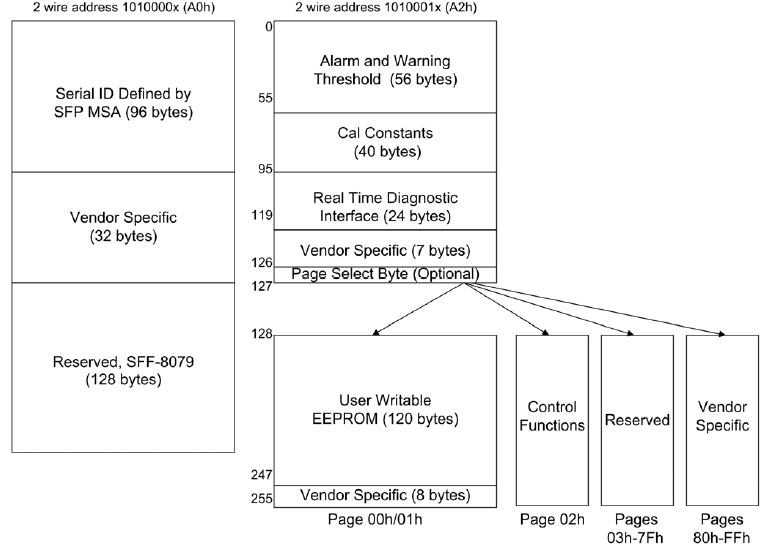 2 wire address 1010000x (A0h)
Serial ID Defined by
SFP MSA (96 bytes)
Vendor Specific
(32 bytes)
Reserved, SFF-8079
(128 bytes)
2 wire address 1010001x (A2h)
0
Alarm and Warning
Threshold (56 bytes)
55
Cal Constants
(40 bytes)
95
Real Time Diagnostic
Interface (24 bytes)
119
Vendor Specific (7 bytes)
126
Page Select Byte (Optional)
127
128
User Writable
EEPROM (120 bytes)
247
Vendor Specific (8 bytes)
255
Page 00h/01h
Control
Functions
Page 02h
Reserved
Pages
03h-7Fh
Vendor
Specific
Pages
80h-FFh